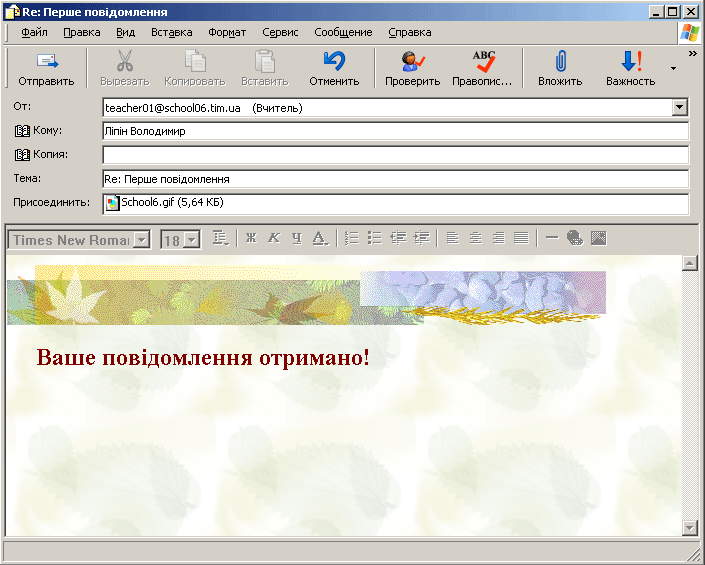 Re: Перше повідомлення
Файл Правка Вид Вставка Формат Сервис Сообщение Справка
Отправить Вырезать Копировать Вставить Отменить Проверить Правопис... Вложить Важность
От: teacher01@school06.tim.ua (Вчитель)
Кому: Ліпін Володимир
Копия:
Тема: Re: Перше повідомлення
Присоединить: School6.gif (5,64 КБ)
Times New Roman 18 Ж К Ч А
Ваше повідомлення отримано!